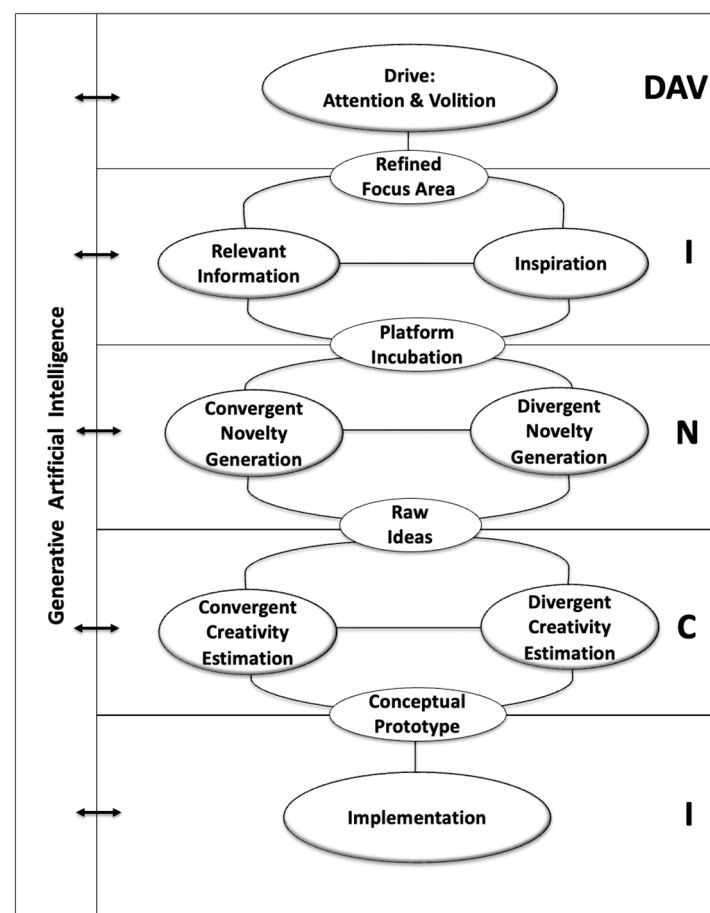 Generative Artificial Intelligence
Drive:
Attention & Volition
DAV
Refined
Focus Area
Relevant
Information
Inspiration
I
Platform
Incubation
Convergent
Novelty
Generation
Divergent
Novelty
Generation
N
Raw
Ideas
Convergent
Creativity
Estimation
Divergent
Creativity
Estimation
C
Conceptual
Prototype
Implementation
I